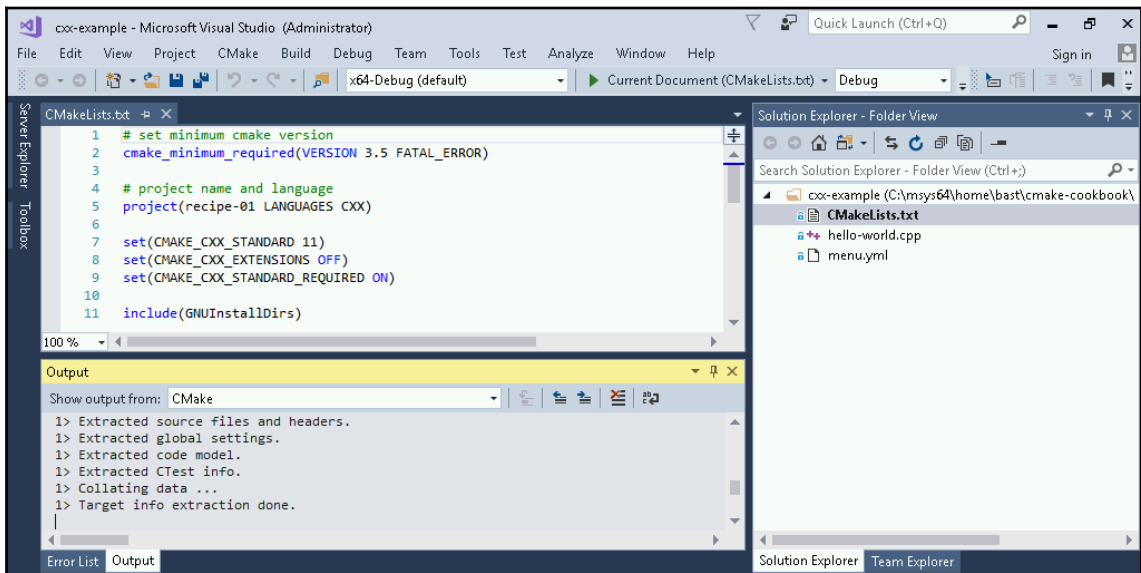 cxx-example - Microsoft Visual Studio (Administrator)
Quick Launch (Ctrl+Q)
File Edit View Project CMake Build Debug Team Tools Test Analyze Window Help
Sign in
x64-Debug (default)
Current Document (CMakeLists.txt)
Debug
Server Explorer
Toolbox
CMakeLists.txt
1 # set minimum cmake version
2 cmake_minimum_required(VERSION 3.5 FATAL_ERROR)
3
4 # project name and language
5 project(recipe-01 LANGUAGES CXX)
6
7 set(CMAKE_CXX_STANDARD 11)
8 set(CMAKE_CXX_EXTENSIONS OFF)
9 set(CMAKE_CXX_STANDARD_REQUIRED ON)
10
11 include(GNUInstallDirs)
100 %
Output
Show output from: CMake
1> Extracted source files and headers.
1> Extracted global settings.
1> Extracted code model.
1> Extracted CTest info.
1> Collating data ...
1> Target info extraction done.
Error List Output
Solution Explorer - Folder View
Search Solution Explorer - Folder View (Ctrl+;)
cxx-example (C:\msys64\home\bast\cmake-cookbook\
CMakeLists.txt
hello-world.cpp
menu.yml
Solution Explorer Team Explorer